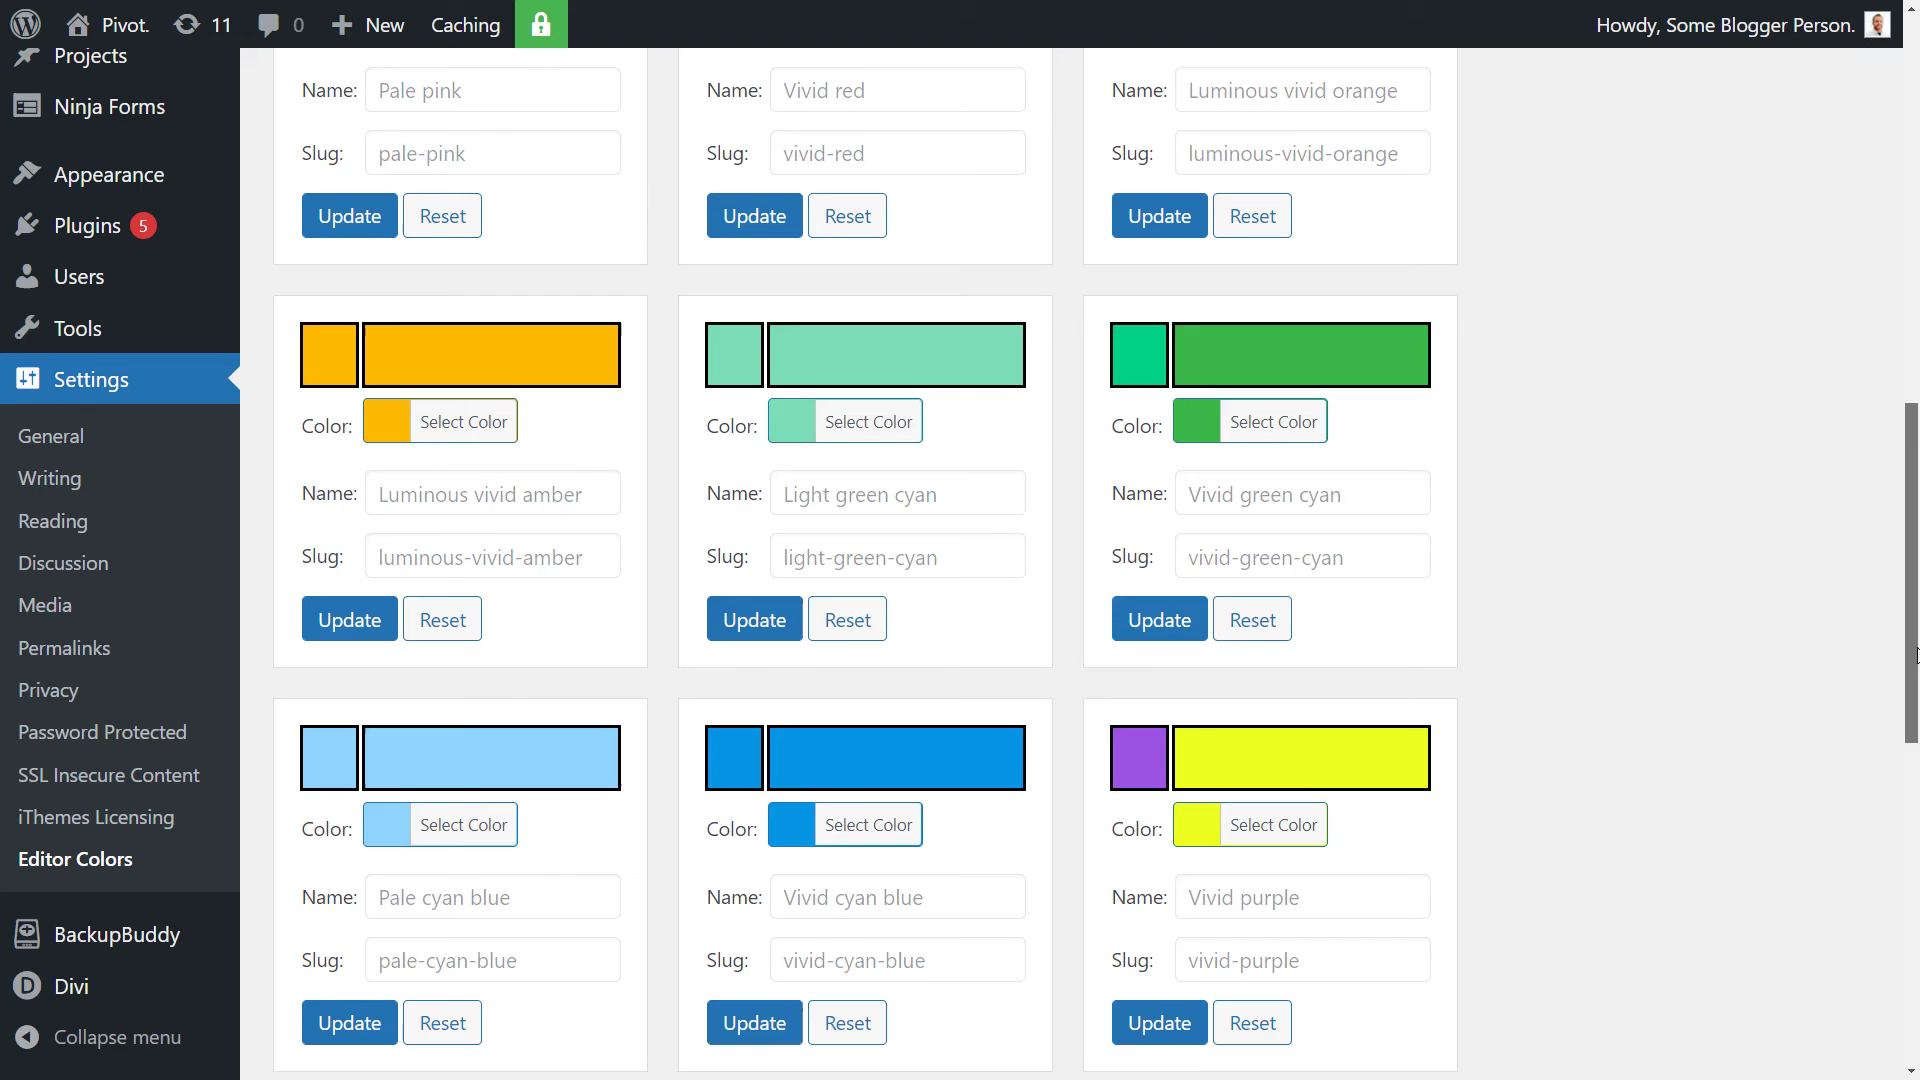 Pivot. 11 0 New Caching Howdy, Some Blogger Person.
Projects
Ninja Forms
Appearance
Plugins 5
Users
Tools
Settings
General
Writing
Reading
Discussion
Media
Permalinks
Privacy
Password Protected
SSL Insecure Content
iThemes Licensing
Editor Colors
BackupBuddy
Divi
Collapse menu
Name: Pale pink
Slug: pale-pink
Update Reset
Name: Vivid red
Slug: vivid-red
Update Reset
Name: Luminous vivid orange
Slug: luminous-vivid-orange
Update Reset
Color: Select Color
Name: Luminous vivid amber
Slug: luminous-vivid-amber
Update Reset
Color: Select Color
Name: Light green cyan
Slug: light-green-cyan
Update Reset
Color: Select Color
Name: Vivid green cyan
Slug: vivid-green-cyan
Update Reset
Color: Select Color
Name: Pale cyan blue
Slug: pale-cyan-blue
Update Reset
Color: Select Color
Name: Vivid cyan blue
Slug: vivid-cyan-blue
Update Reset
Color: Select Color
Name: Vivid purple
Slug: vivid-purple
Update Reset